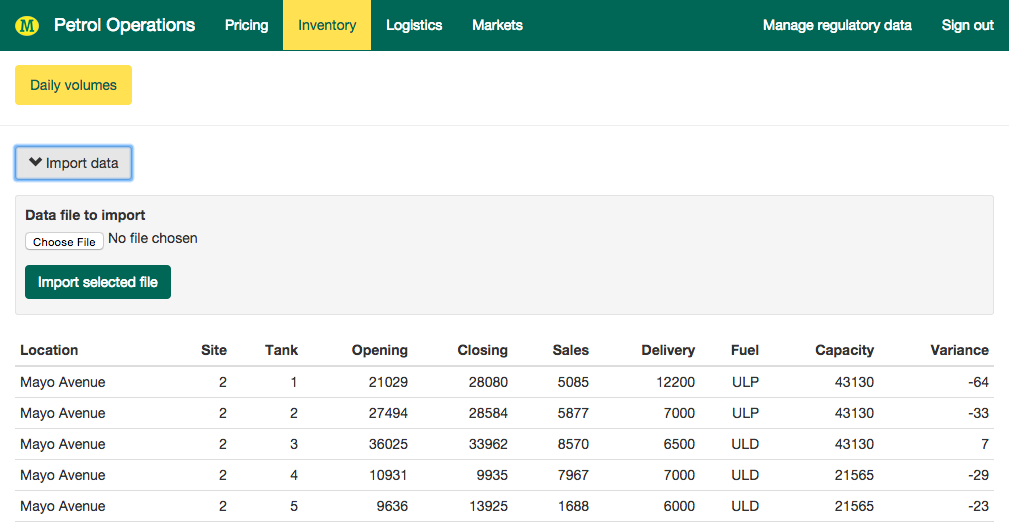 M Petrol Operations Pricing Inventory Logistics Markets Manage regulatory data Sign out
Daily volumes
Import data
Data file to import
Choose File No file chosen
Import selected file
Location Site Tank Opening Closing Sales Delivery Fuel Capacity Variance
Mayo Avenue 2 1 21029 28080 5085 12200 ULP 43130 -64
Mayo Avenue 2 2 27494 28584 5877 7000 ULP 43130 -33
Mayo Avenue 2 3 36025 33962 8570 6500 ULD 43130 7
Mayo Avenue 2 4 10931 9935 7967 7000 ULD 21565 -29
Mayo Avenue 2 5 9636 13925 1688 6000 ULD 21565 -23